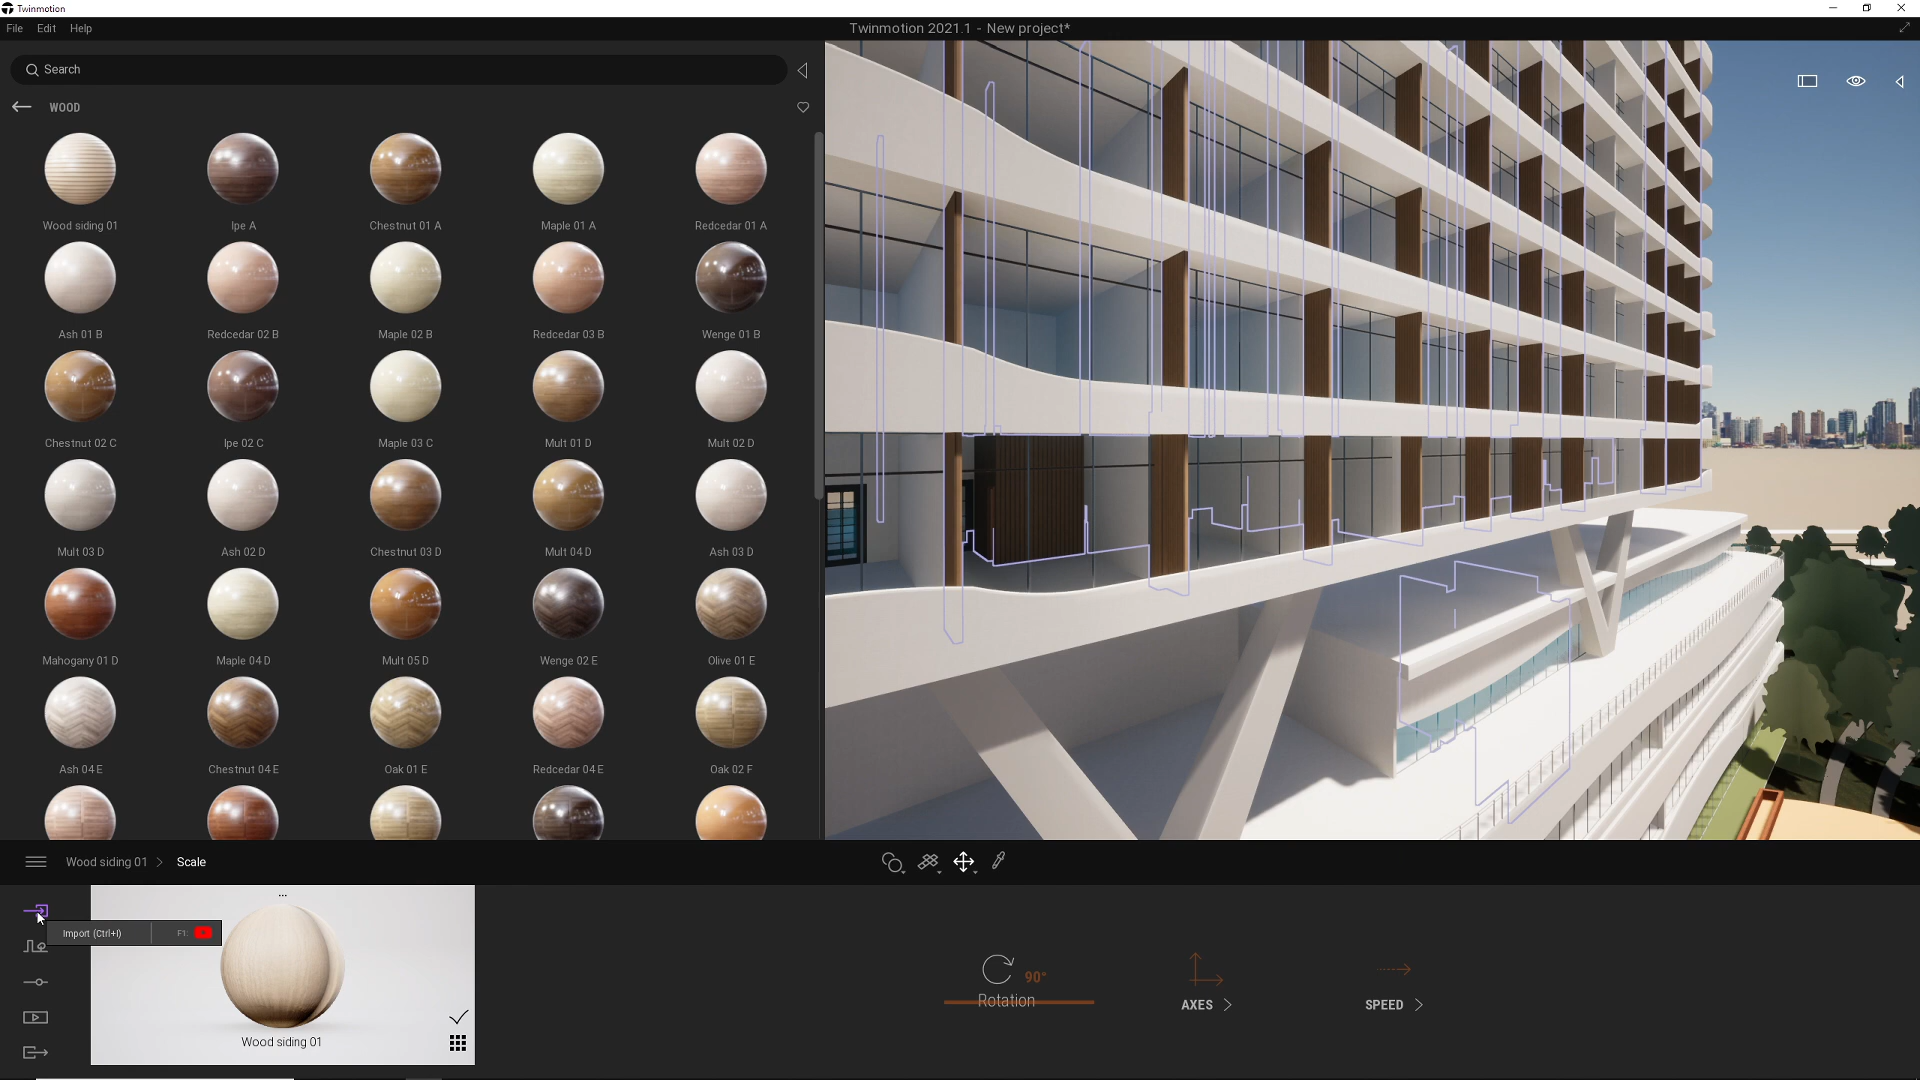 Twinmotion
File Edit Help
Twinmotion 2021.1 - New project*
Search
WOOD
Wood siding 01
Ipe A
Chestnut 01 A
Maple 01 A
Redcedar 01 A
Ash 01 B
Redcedar 02 B
Maple 02 B
Redcedar 03 B
Wenge 01 B
Chestnut 02 C
Ipe 02 C
Maple 03 C
Mult 01 D
Mult 02 D
Mult 03 D
Ash 02 D
Chestnut 03 D
Mult 04 D
Ash 03 D
Mahogany 01 D
Maple 04 D
Mult 05 D
Wenge 02 E
Olive 01 E
Ash 04 E
Chestnut 04 E
Oak 01 E
Redcedar 04 E
Oak 02 F
Wood siding 01 > Scale
...
Import (Ctrl+I) F1:
Wood siding 01
90°
Rotation
AXES
SPEED